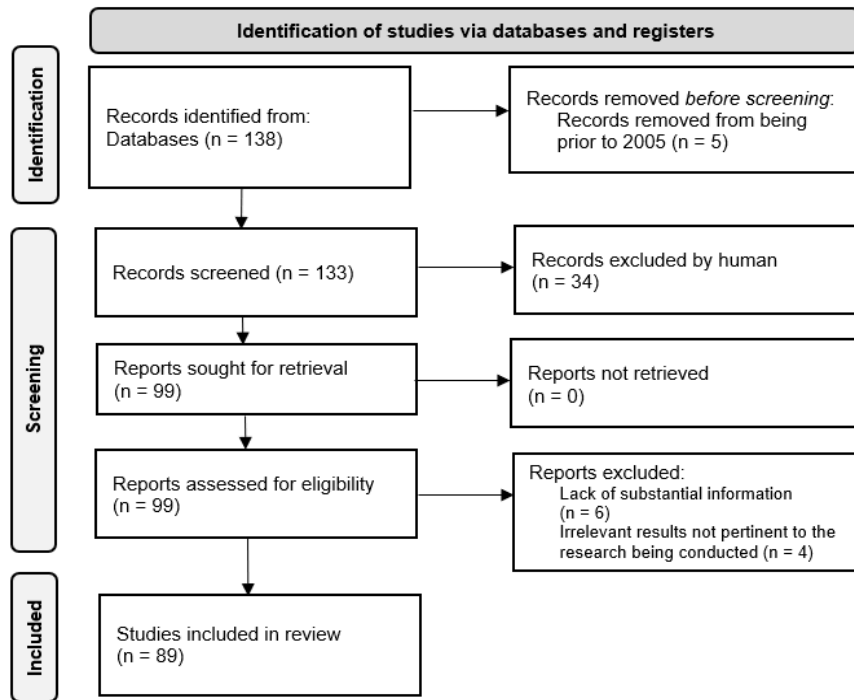 Identification of studies via databases and registers
Identification
Records identified from:
Databases (n = 138)
Records removed before screening:
Records removed from being
prior to 2005 (n = 5)
Screening
Records screened (n = 133)
Records excluded by human
(n = 34)
Reports sought for retrieval
(n = 99)
Reports not retrieved
(n = 0)
Reports assessed for eligibility
(n = 99)
Reports excluded:
Lack of substantial information
(n = 6)
Irrelevant results not pertinent to the
research being conducted (n = 4)
Included
Studies included in review
(n = 89)